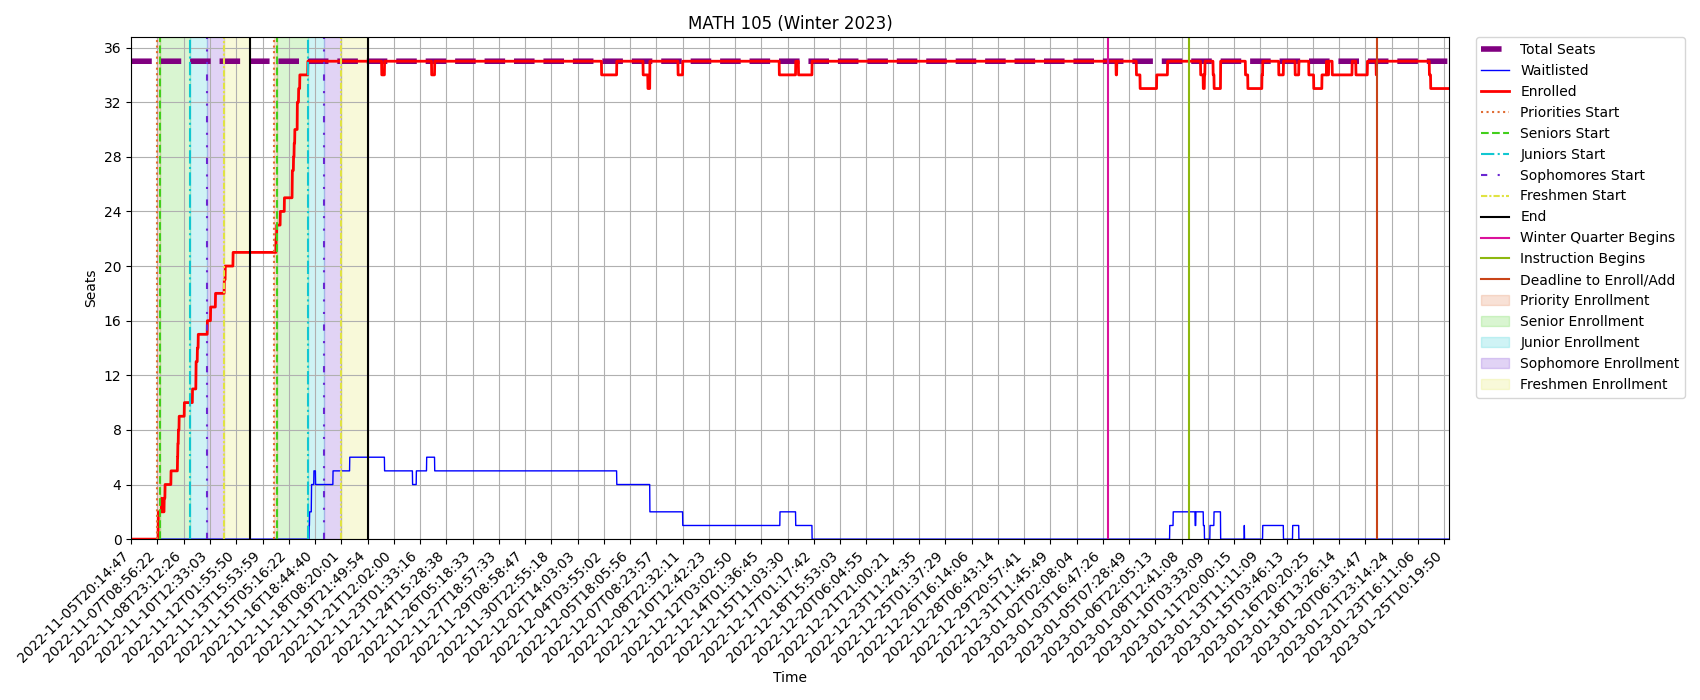 MATH 105 (Winter 2023)
36
32
28
24
20
16
12
8
4
0
Seats
2022-11-05T20:14:47
2022-11-07T08:56:22
2022-11-08T23:12:26
2022-11-10T12:33:03
2022-11-12T01:55:50
2022-11-13T15:53:59
2022-11-15T05:16:22
2022-11-16T18:44:40
2022-11-18T08:20:01
2022-11-19T21:49:54
2022-11-21T12:02:00
2022-11-23T01:33:16
2022-11-24T15:28:38
2022-11-26T05:18:33
2022-11-27T18:57:33
2022-11-29T08:58:47
2022-11-30T22:55:18
2022-12-02T14:03:03
2022-12-04T03:55:02
2022-12-05T18:05:56
2022-12-07T08:23:57
2022-12-08T22:32:11
2022-12-10T12:42:23
2022-12-12T03:02:50
2022-12-14T01:36:45
2022-12-15T11:03:30
2022-12-17T01:17:42
2022-12-18T15:53:03
2022-12-20T06:04:55
2022-12-21T21:00:21
2022-12-23T11:24:35
2022-12-25T01:37:29
2022-12-26T16:14:06
2022-12-28T06:43:14
2022-12-29T20:57:41
2022-12-31T11:45:49
2023-01-02T02:08:04
2023-01-03T16:47:26
2023-01-05T07:28:49
2023-01-06T22:05:13
2023-01-08T12:41:08
2023-01-10T03:33:09
2023-01-11T20:00:15
2023-01-13T11:11:09
2023-01-15T03:46:13
2023-01-16T20:20:25
2023-01-18T13:26:14
2023-01-20T06:31:47
2023-01-21T23:14:24
2023-01-23T16:11:06
2023-01-25T10:19:50
Time
Total Seats
Waitlisted
Enrolled
Priorities Start
Seniors Start
Juniors Start
Sophomores Start
Freshmen Start
End
Winter Quarter Begins
Instruction Begins
Deadline to Enroll/Add
Priority Enrollment
Senior Enrollment
Junior Enrollment
Sophomore Enrollment
Freshmen Enrollment